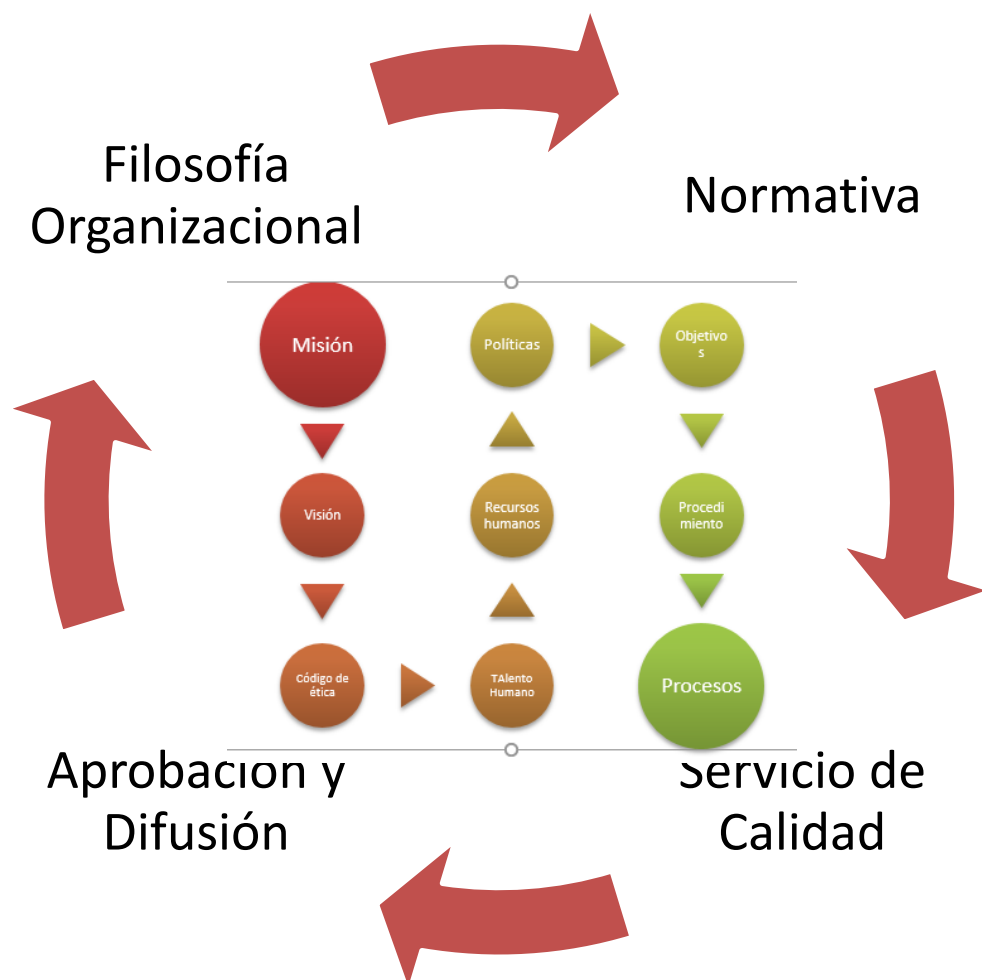 Filosofía
Organizacional
Normativa
Misión
Políticas
Objetivo
s
Visión
Recursos
humanos
Procedi
miento
Código de
ética
TAlento
Humano
Procesos
Aprobación y
Difusión
Servicio de
Calidad